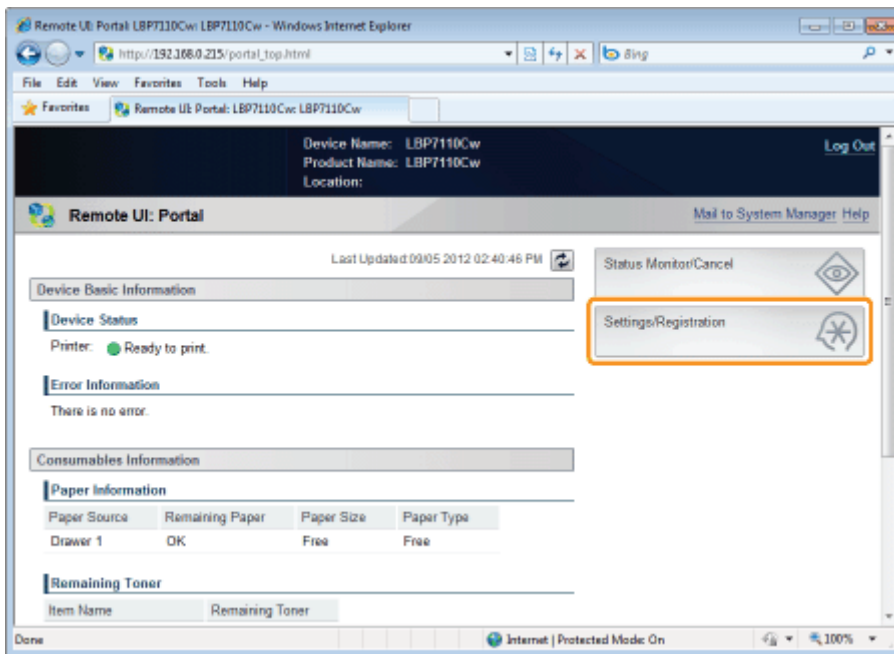 Remote UI: Portal: LBP7110Cw: LBP7110Cw - Windows Internet Explorer
http://192.168.0.215/portal_top.html
Bing
File Edit View Favorites Tools Help
Favorites Remote UI: Portal: LBP7110Cw: LBP7110Cw
Device Name: LBP7110Cw
Product Name: LBP7110Cw
Location:
Log Out
Remote UI: Portal
Mail to System Manager Help
Last Updated:09/05 2012 02:40:46 PM
Status Monitor/Cancel
Settings/Registration
Device Basic Information
Device Status
Printer: Ready to print.
Error Information
There is no error.
Consumables Information
Paper Information
Paper Source Remaining Paper Paper Size Paper Type
Drawer 1 OK Free Free
Remaining Toner
Item Name Remaining Toner
Done Internet | Protected Mode: On 100%